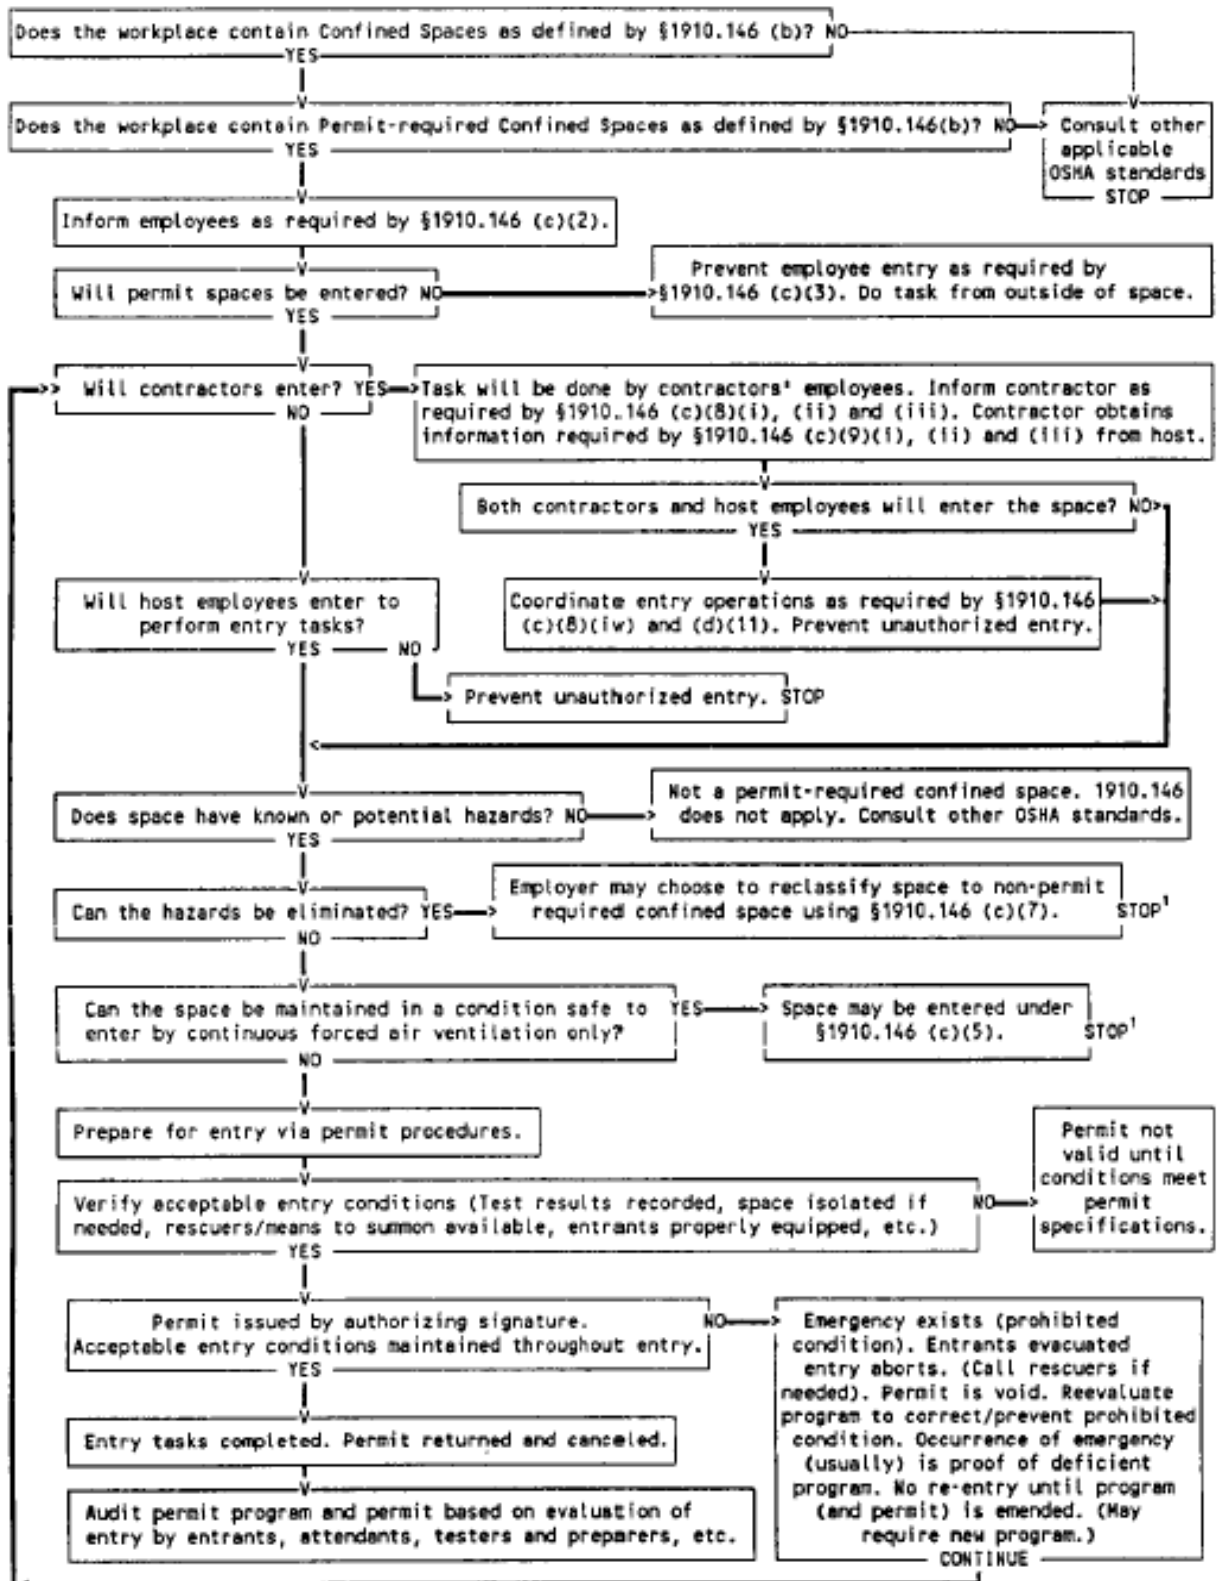 Does the workplace contain Confined Spaces as defined by §1910.146 (b)? NO
YES
Does the workplace contain Permit-required Confined Spaces as defined by §1910.146(b)? NO
YES
Consult other
applicable
OSHA standards
STOP
Inform employees as required by §1910.146 (c)(2).
Will permit spaces be entered? NO
YES
Prevent employee entry as required by
§1910.146 (c)(3). Do task from outside of space.
Will contractors enter? YES
NO
Task will be done by contractors' employees. Inform contractor as
required by §1910.146 (c)(8)(i), (ii) and (iii). Contractor obtains
information required by §1910.146 (c)(9)(i), (ii) and (iii) from host.
Both contractors and host employees will enter the space? NO
YES
Will host employees enter to
perform entry tasks?
YES NO
Coordinate entry operations as required by §1910.146
(c)(8)(iv) and (d)(11). Prevent unauthorized entry.
Prevent unauthorized entry. STOP
Does space have known or potential hazards? NO
YES
Not a permit-required confined space. 1910.146
does not apply. Consult other OSHA standards.
Can the hazards be eliminated? YES
NO
Employer may choose to reclassify space to non-permit
required confined space using §1910.146 (c)(7). STOP¹
Can the space be maintained in a condition safe to YES
enter by continuous forced air ventilation only?
NO
Space may be entered under
§1910.146 (c)(5). STOP¹
Prepare for entry via permit procedures.
Verify acceptable entry conditions (Test results recorded, space isolated if NO
needed, rescuers/means to summon available, entrants properly equipped, etc.)
YES
Permit not
valid until
conditions meet
permit
specifications.
Permit issued by authorizing signature. NO
Acceptable entry conditions maintained throughout entry.
YES
Emergency exists (prohibited
condition). Entrants evacuated
entry aborts. (Call rescuers if
needed). Permit is void. Reevaluate
program to correct/prevent prohibited
condition. Occurrence of emergency
(usually) is proof of deficient
program. No re-entry until program
(and permit) is emended. (May
require new program.)
CONTINUE
Entry tasks completed. Permit returned and canceled.
Audit permit program and permit based on evaluation of
entry by entrants, attendants, testers and preparers, etc.